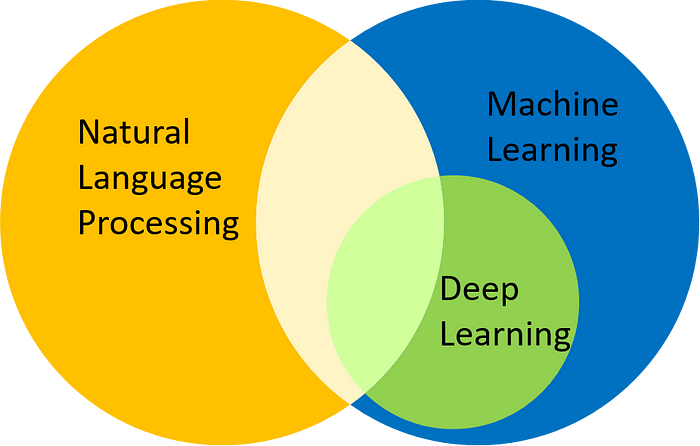 Natural
Language
Processing
Machine
Learning
Deep
Learning